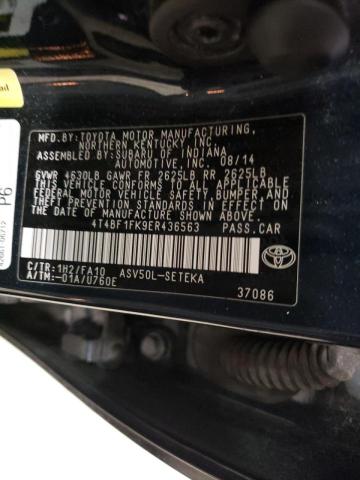 MFD.BY:TOYOTA MOTOR MANUFACTURING,
NORTHERN KENTUCKY,INC.
ASSEMBLED BY:SUBARU OF INDIANA
AUTOMOTIVE,INC. 08/14
GVWR 4630LB GAWR FR 2625LB RR 2625LB
THIS VEHICLE CONFORMS TO ALL APPLICABLE
FEDERAL MOTOR VEHICLE SAFETY, BUMPER, AND
THEFT PREVENTION STANDARDS IN EFFECT ON
THE DATE OF MANUFACTURE SHOWN ABOVE.
4T4BF1FK9ER436563 PASS.CAR
C/TR:1H2/FA10 ASV50L-SETEKA
A/TM:-01A/U760E
37086
TOYOTA
P6